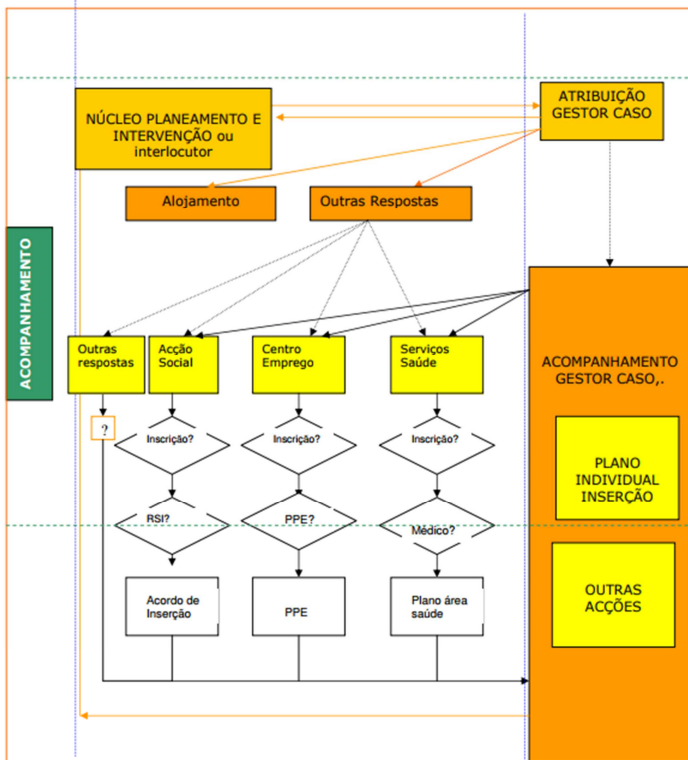 NÚCLEO PLANEAMENTO E
INTERVENÇÃO ou
interlocutor
ATRIBUIÇÃO
GESTOR CASO
Alojamento
Outras Respostas
ACOMPANHAMENTO
Outras
respostas
Acção
Social
Centro
Emprego
Serviços
Saúde
ACOMPANHAMENTO
GESTOR CASO,.
?
Inscrição?
Inscrição?
Inscrição?
PLANO
INDIVIDUAL
INSERÇÃO
RSI?
PPE?
Médico?
Acordo de
Inserção
PPE
Plano área
saúde
OUTRAS
ACÇÕES